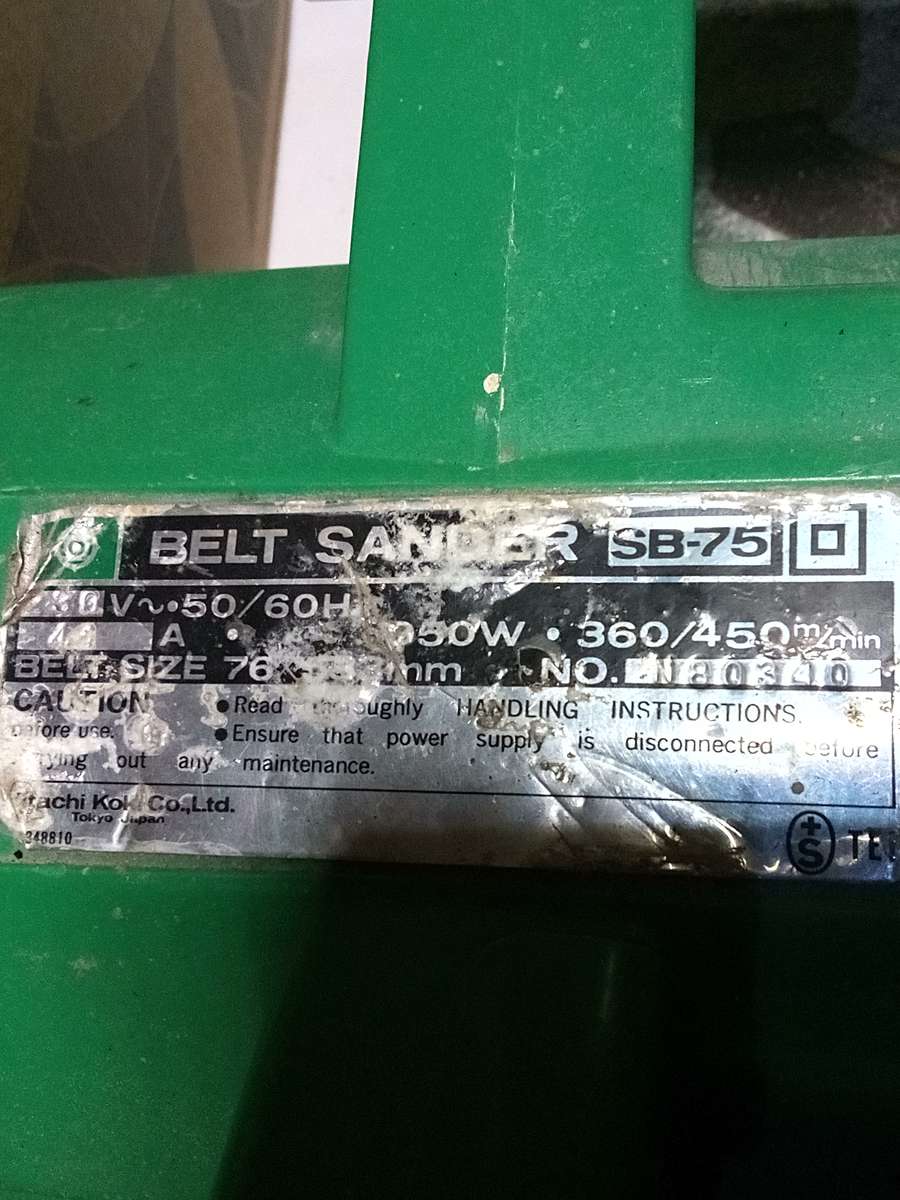 BELT SANDER SB-75
V~•50/60H
A • 050W • 360/450m/min
BELT SIZE 76 mm • NO. N80340
CAUTION • Read thoroughly HANDLING INSTRUCTIONS
before use. • Ensure that power supply is disconnected before
out any maintenance.
Koki Co.,Ltd.
Tokyo Japan
348810
+S TE